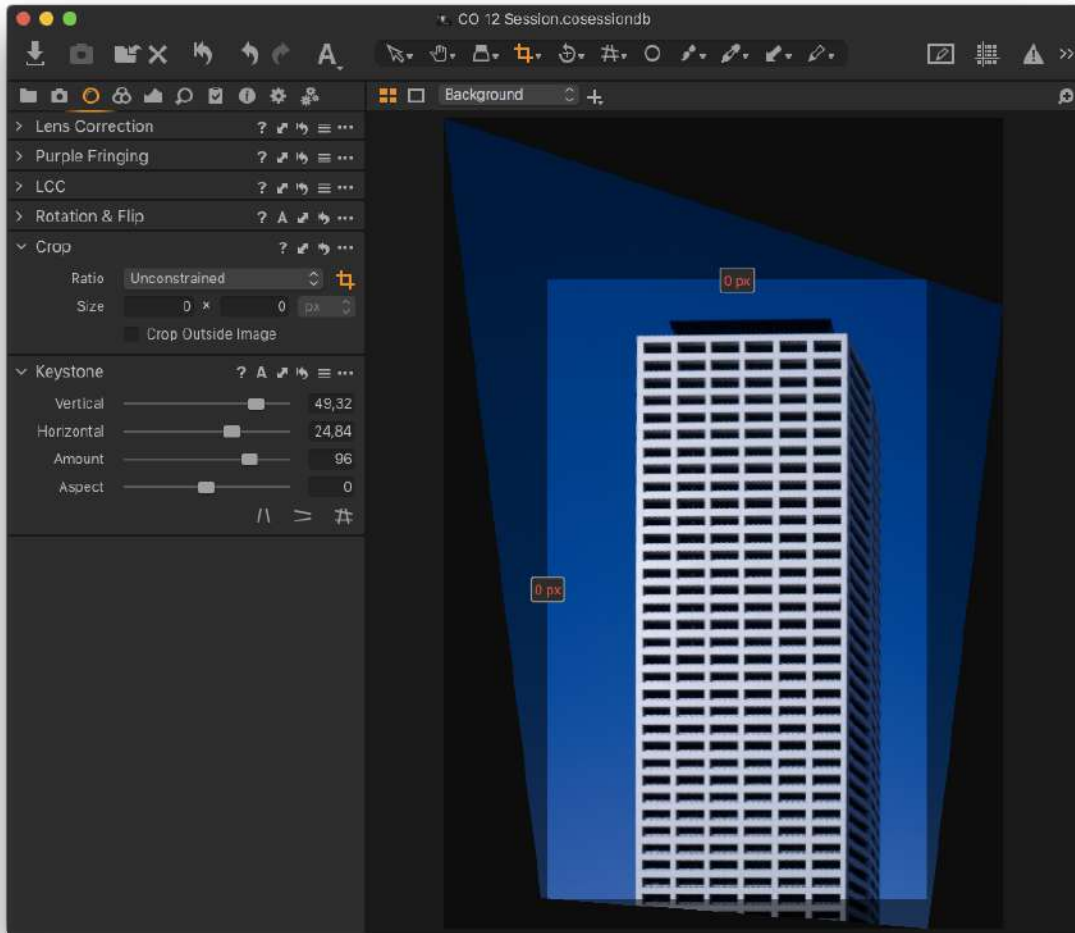 CO 12 Session.cosessiondb
A
Background
Lens Correction ?
Purple Fringing ?
LCC ?
Rotation & Flip ? A
Crop ?
Ratio Unconstrained
Size 0 × 0 px
Crop Outside Image
Keystone ? A
Vertical 49,32
Horizontal 24,84
Amount 96
Aspect 0
0 px
0 px